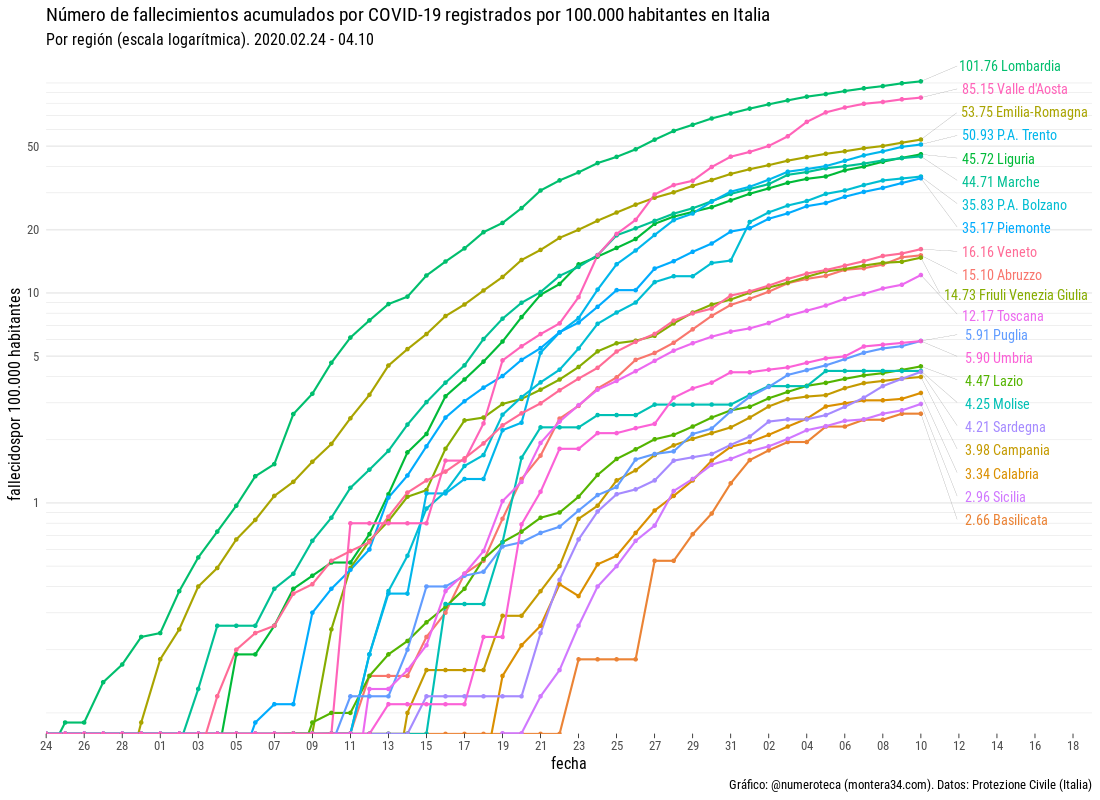 Número de fallecimientos acumulados por COVID-19 registrados por 100.000 habitantes en Italia
Por región (escala logarítmica). 2020.02.24 - 04.10
101.76 Lombardia
85.15 Valle d'Aosta
53.75 Emilia-Romagna
50.93 P.A. Trento
45.72 Liguria
44.71 Marche
35.83 P.A. Bolzano
35.17 Piemonte
16.16 Veneto
15.10 Abruzzo
14.73 Friuli Venezia Giulia
12.17 Toscana
5.91 Puglia
5.90 Umbria
4.47 Lazio
4.25 Molise
4.21 Sardegna
3.98 Campania
3.34 Calabria
2.96 Sicilia
2.66 Basilicata
fallecidospor 100.000 habitantes
50
20
10
5
1
24 26 28 01 03 05 07 09 11 13 15 17 19 21 23 25 27 29 31 02 04 06 08 10 12 14 16 18
fecha
Gráfico: @numeroteca (montera34.com). Datos: Protezione Civile (Italia)